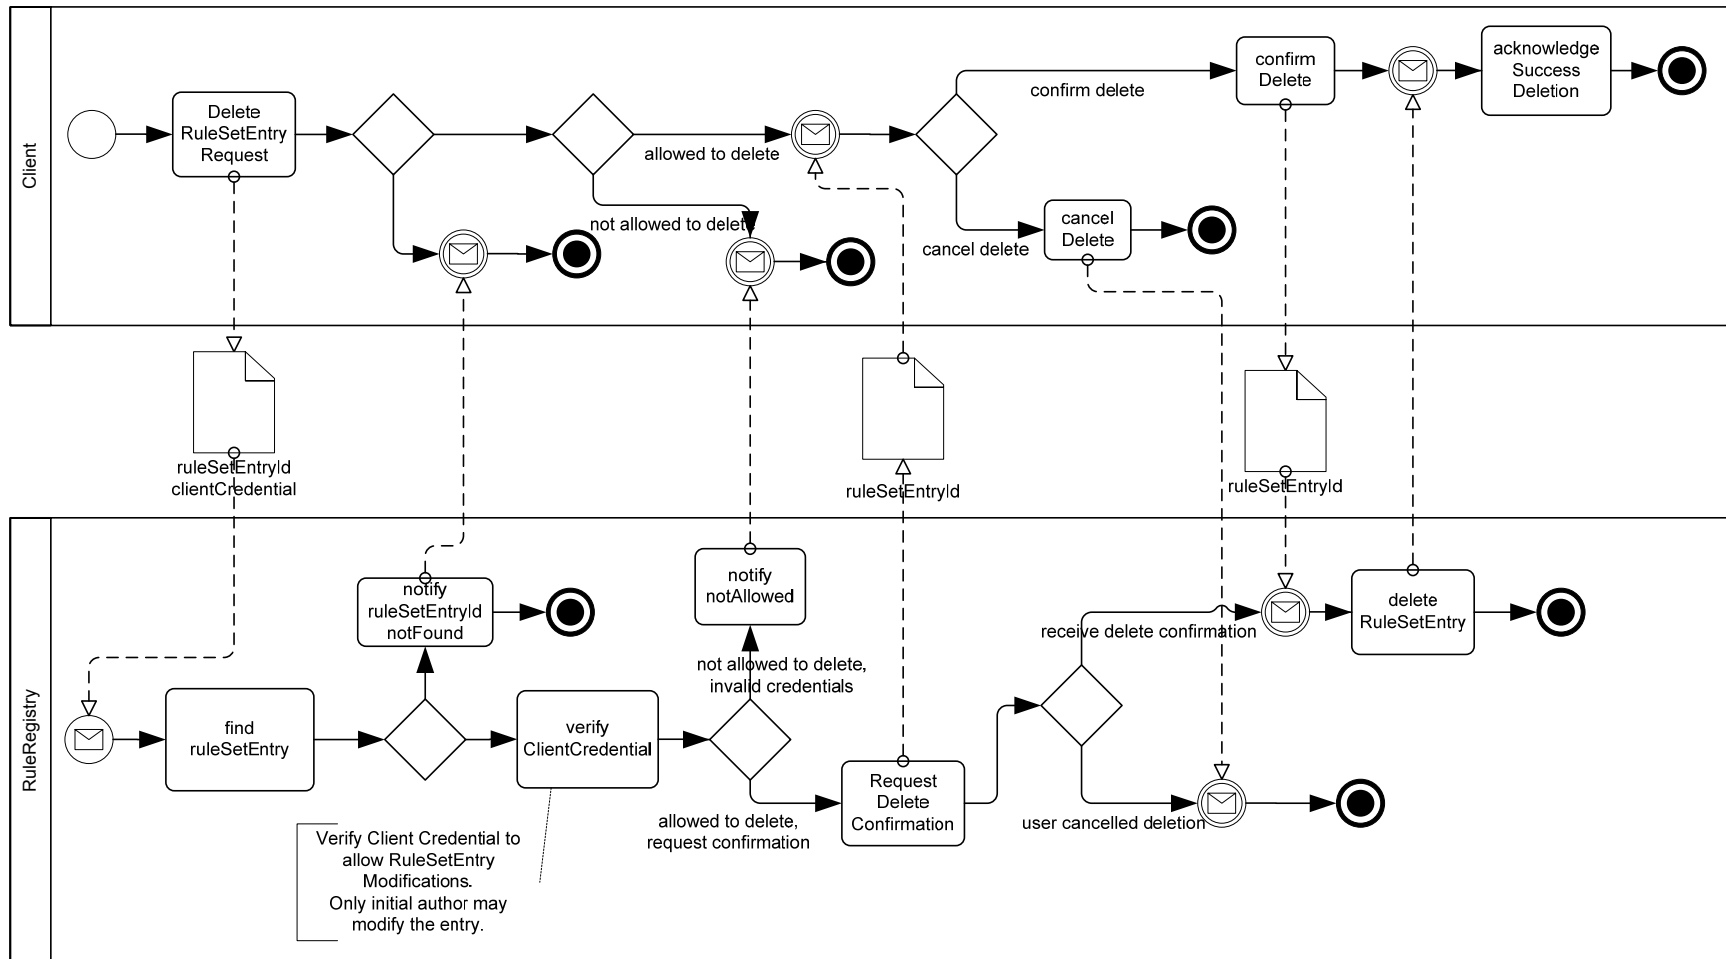 Client
Delete
RuleSetEntry
Request
allowed to delete
not allowed to delete
confirm delete
cancel delete
confirm
Delete
cancel
Delete
acknowledge
Success
Deletion
ruleSetEntryId
clientCredential
ruleSetEntryId
ruleSetEntryId
RuleRegistry
find
ruleSetEntry
notify
ruleSetEntryId
notFound
verify
ClientCredential
Verify Client Credential to
allow RuleSetEntry
Modifications.
Only initial author may
modify the entry.
notify
notAllowed
not allowed to delete,
invalid credentials
allowed to delete,
request confirmation
Request
Delete
Confirmation
receive delete confirmation
user cancelled deletion
delete
RuleSetEntry